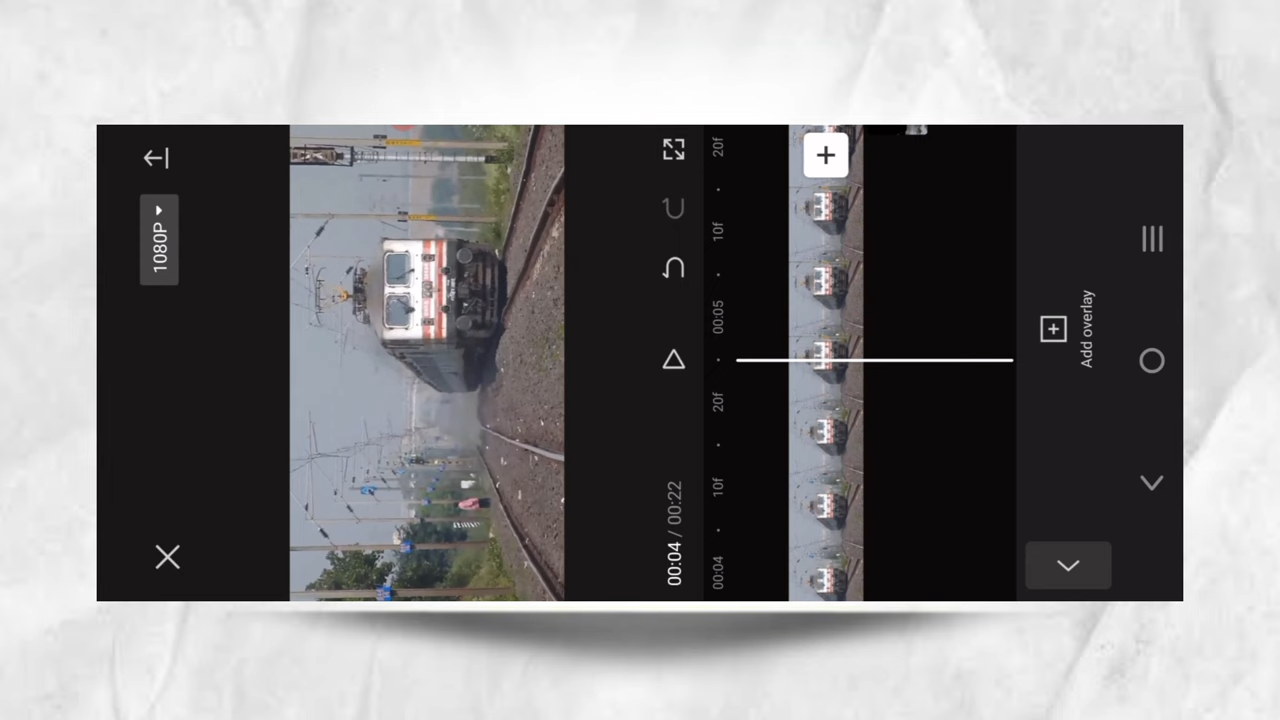 1080P
00:04 / 00:22
00:04
10f
20f
00:05
10f
20f
Add overlay